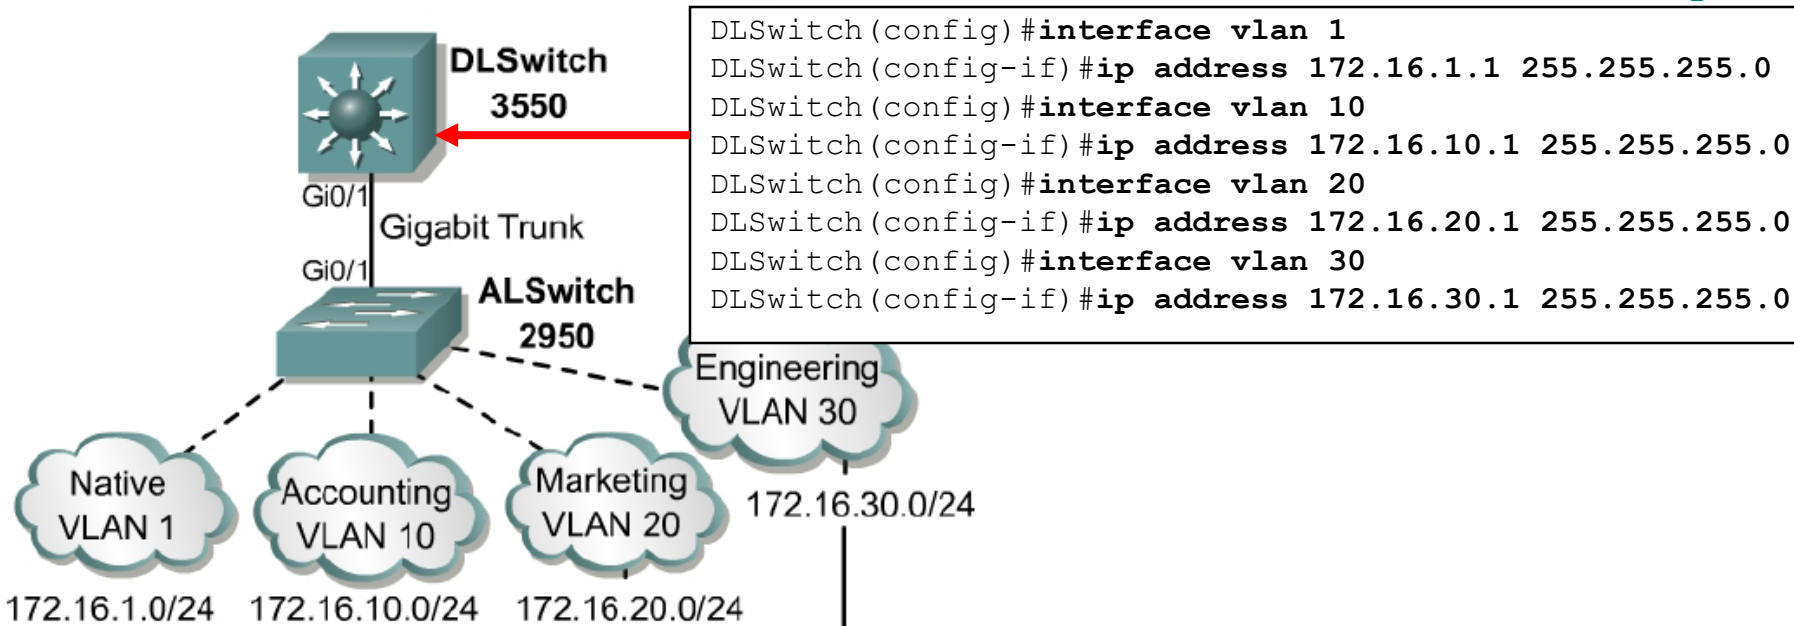 DLSwitch(config)#interface vlan 1
DLSwitch(config-if)#ip address 172.16.1.1 255.255.255.0
DLSwitch(config)#interface vlan 10
DLSwitch(config-if)#ip address 172.16.10.1 255.255.255.0
DLSwitch(config)#interface vlan 20
DLSwitch(config-if)#ip address 172.16.20.1 255.255.255.0
DLSwitch(config)#interface vlan 30
DLSwitch(config-if)#ip address 172.16.30.1 255.255.255.0
DLSwitch
3550
Gi0/1
Gigabit Trunk
Gi0/1
ALSwitch
2950
Engineering
VLAN 30
172.16.30.0/24
Native
VLAN 1
172.16.1.0/24
Accounting
VLAN 10
172.16.10.0/24
Marketing
VLAN 20
172.16.20.0/24